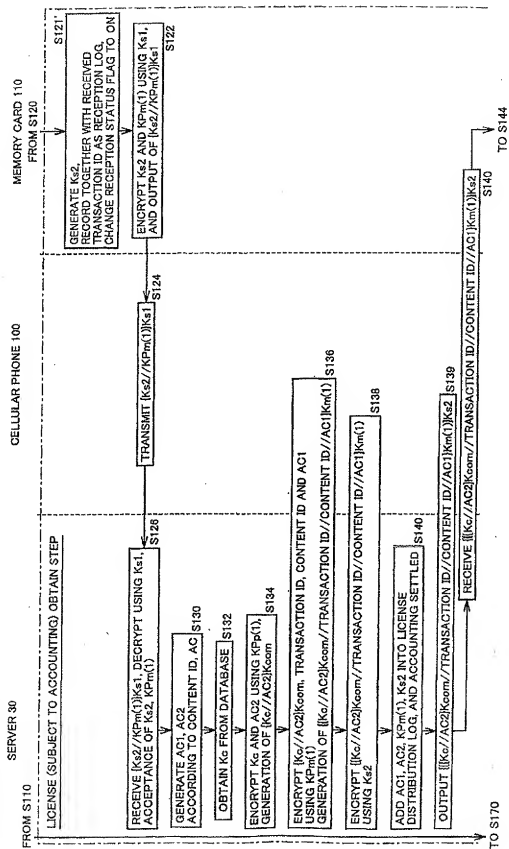 SERVER 30
CELLULAR PHONE 100
MEMORY CARD 110
FROM S110
FROM S120
LICENSE (SUBJECT TO ACCOUNTING) OBTAIN STEP
S121'
GENERATE Ks2,
RECORD TOGETHER WITH RECEIVED
TRANSACTION ID AS RECEPTION LOG,
CHANGE RECEPTION STATUS FLAG TO ON
S122
ENCRYPT Ks2 AND KPm(1) USING Ks1,
AND OUTPUT OF {Ks2//KPm(1)}Ks1
S124
TRANSMIT {Ks2//KPm(1)}Ks1
S128
RECEIVE {Ks2//KPm(1)}Ks1, DECRYPT USING Ks1,
ACCEPTANCE OF Ks2, KPm(1)
S130
GENERATE AC1, AC2
ACCORDING TO CONTENT ID, AC
S132
OBTAIN Kc FROM DATABASE
S134
ENCRYPT Kc AND AC2 USING KPp(1),
GENERATION OF {Kc//AC2}Kcom
S136
ENCRYPT {Kc//AC2}Kcom, TRANSACTION ID, CONTENT ID AND AC1
USING KPm(1)
GENERATION OF {{Kc//AC2}Kcom//TRANSACTION ID//CONTENT ID//AC1}Km(1)
S138
ENCRYPT {{Kc//AC2}Kcom//TRANSACTION ID//CONTENT ID//AC1}Km(1)
USING Ks2
S140
ADD AC1, AC2, KPm(1), Ks2 INTO LICENSE
DISTRIBUTION LOG, AND ACCOUNTING SETTLED
S139
OUTPUT {{{Kc//AC2}Kcom//TRANSACTION ID//CONTENT ID//AC1}Km(1)}Ks2
RECEIVE {{{Kc//AC2}Kcom//TRANSACTION ID//CONTENT ID//AC1}Km(1)}Ks2
S140
TO S170
TO S144